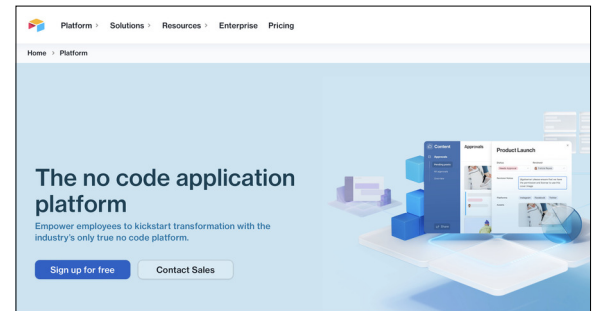 Platform > Solutions > Resources > Enterprise Pricing
Home > Platform
The no code application
platform
Empower employees to kickstart transformation with the
industry's only true no code platform.
Sign up for free Contact Sales
Content Approvals Product Launch